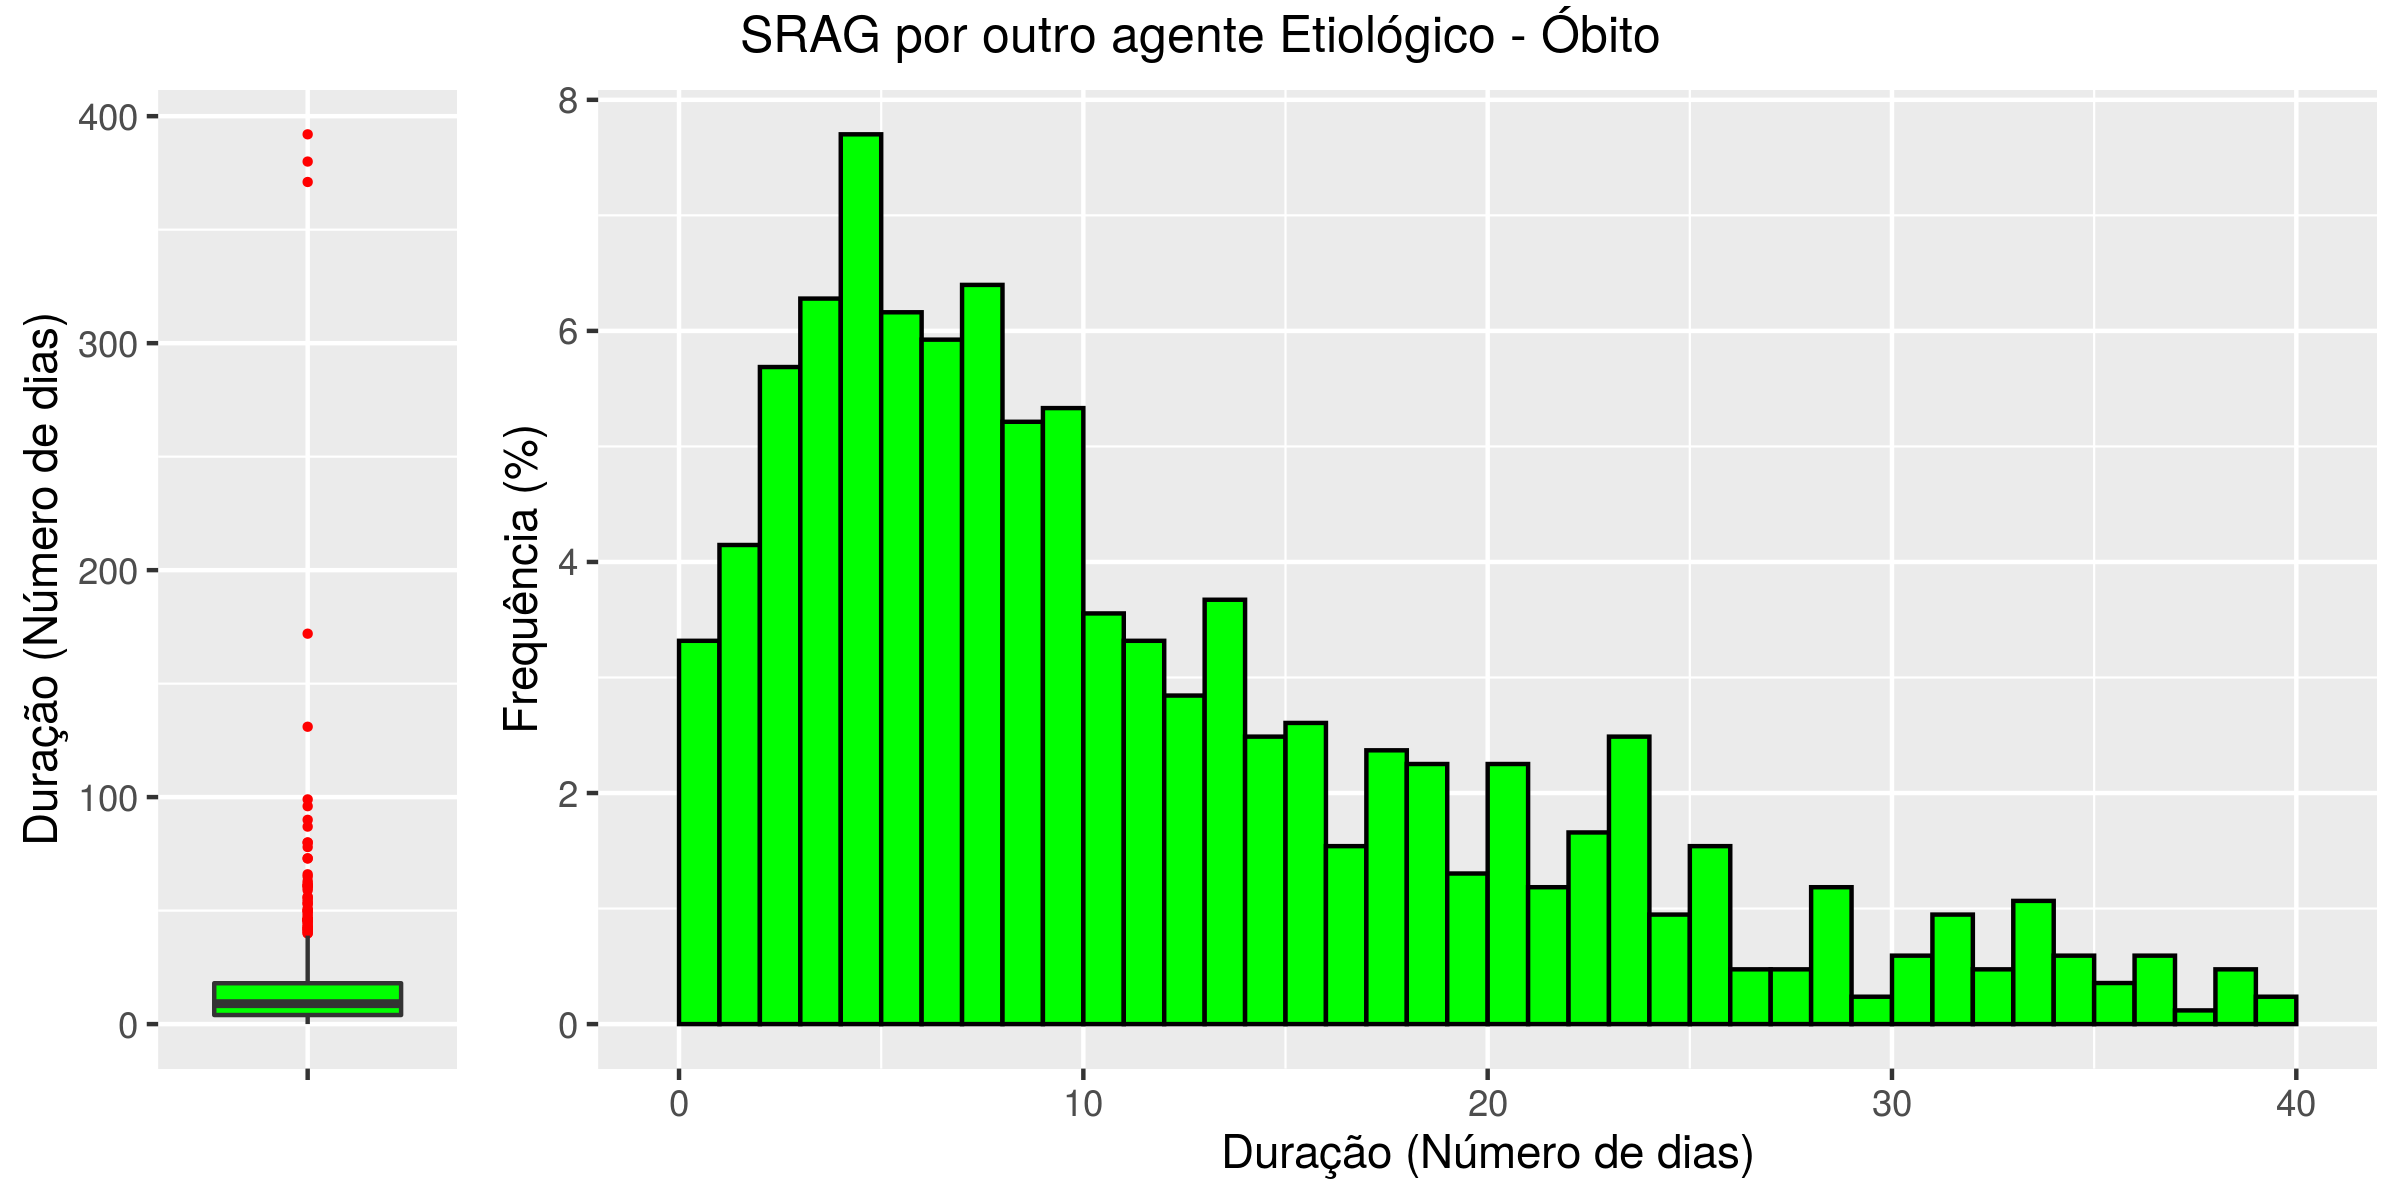 SRAG por outro agente Etiológico - Óbito
Duração (Número de dias)
400
300
200
100
0
Frequência (%)
8
6
4
2
0
0 10 20 30 40
Duração (Número de dias)